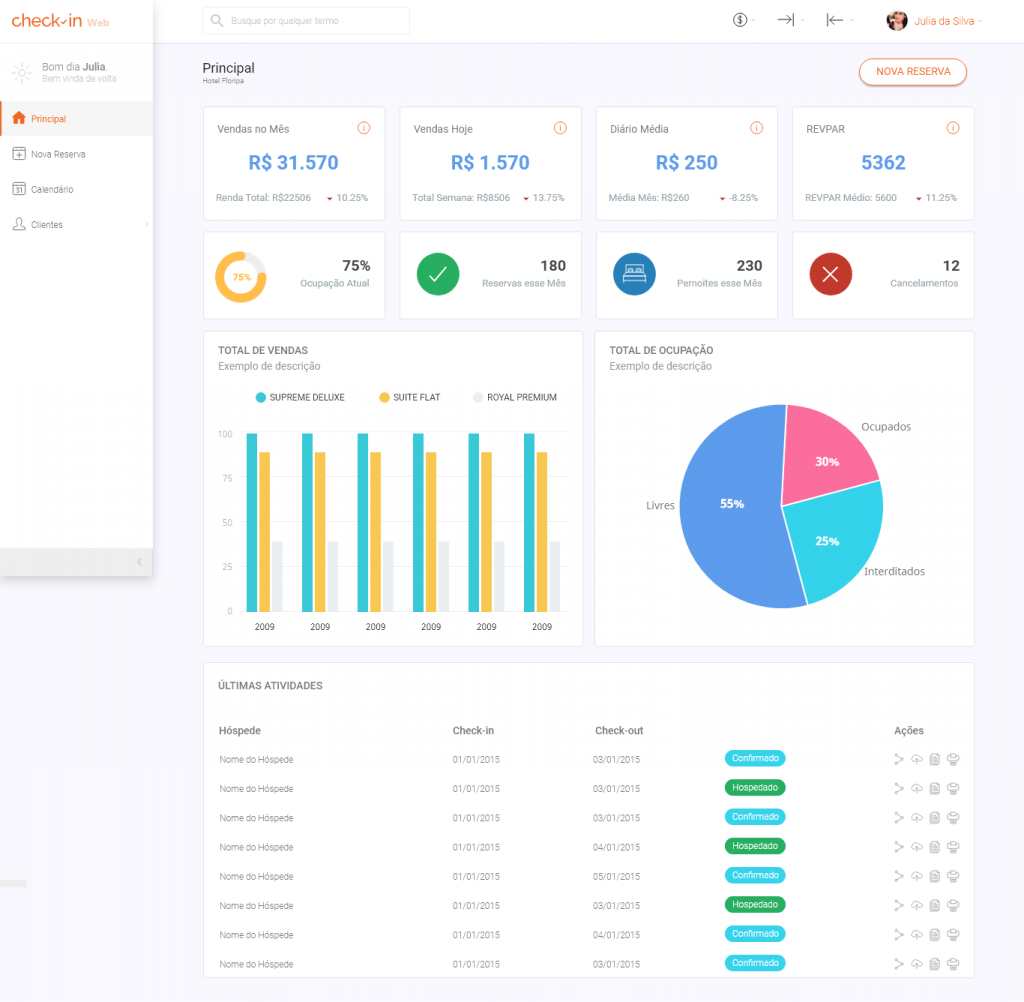 check-in Web
Busque por qualquer termo
$
Julia da Silva
Bom dia Julia.
Bem vinda de volta
Principal
Nova Reserva
31 Calendário
Clientes
Principal
Hotel Floripa
NOVA RESERVA
Vendas no Mês
R$ 31.570
Renda Total: R$22506 10.25%
Vendas Hoje
R$ 1.570
Total Semana: R$8506 13.75%
Diário Média
R$ 250
Média Mês: R$260 -8.25%
REVPAR
5362
REVPAR Médio: 5600 11.25%
75%
75%
Ocupação Atual
180
Reservas esse Mês
230
Pernoites esse Mês
12
Cancelamentos
TOTAL DE VENDAS
Exemplo de descrição
SUPREME DELUXE SUITE FLAT ROYAL PREMIUM
100
75
50
25
0
2009 2009 2009 2009 2009 2009
TOTAL DE OCUPAÇÃO
Exemplo de descrição
Ocupados
30%
Livres
55%
25%
Interditados
ÚLTIMAS ATIVIDADES
Hóspede Check-in Check-out Ações
Nome do Hóspede 01/01/2015 03/01/2015 Confirmado
Nome do Hóspede 01/01/2015 03/01/2015 Hospedado
Nome do Hóspede 01/01/2015 03/01/2015 Confirmado
Nome do Hóspede 01/01/2015 04/01/2015 Hospedado
Nome do Hóspede 01/01/2015 05/01/2015 Confirmado
Nome do Hóspede 01/01/2015 03/01/2015 Hospedado
Nome do Hóspede 01/01/2015 04/01/2015 Confirmado
Nome do Hóspede 01/01/2015 03/01/2015 Confirmado